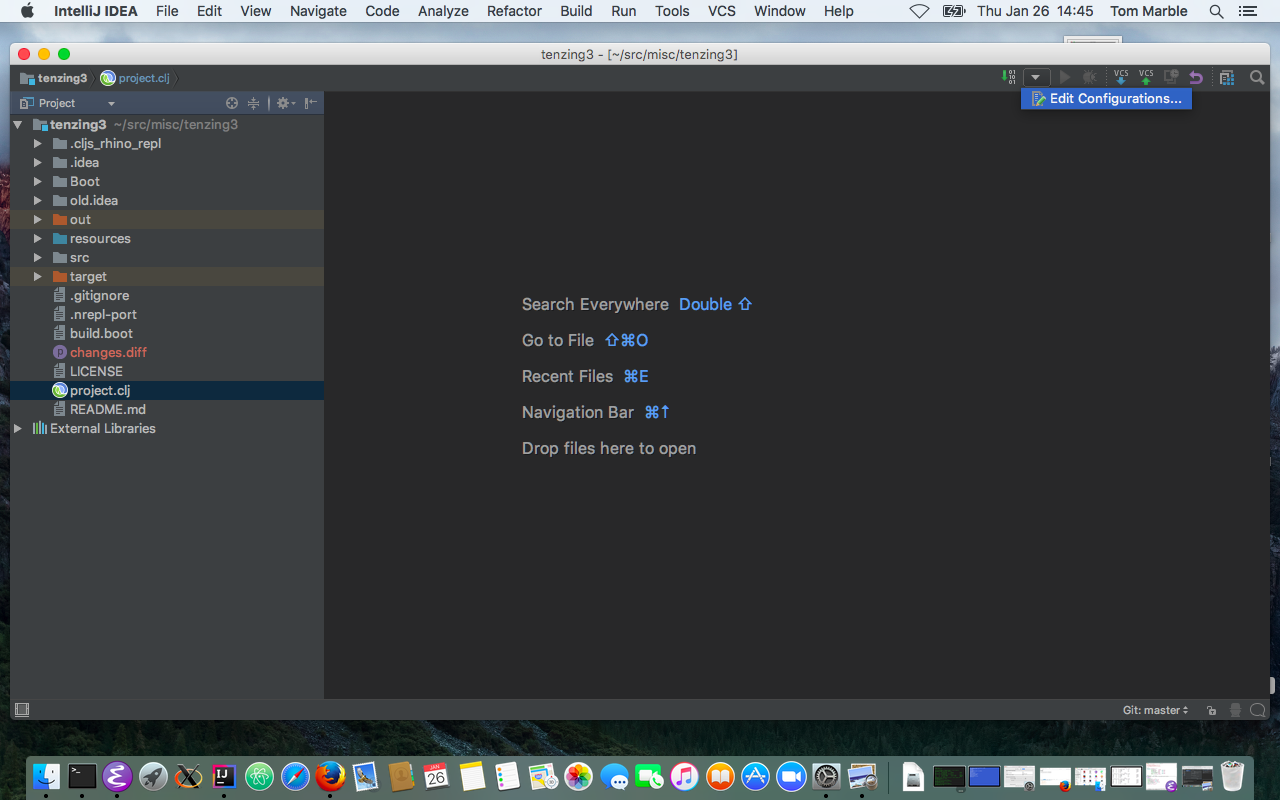 IntelliJ IDEA File Edit View Navigate Code Analyze Refactor Build Run Tools VCS Window Help Thu Jan 26 14:45 Tom Marble
tenzing3 - [~/src/misc/tenzing3]
tenzing3 project.clj
VCS VCS
Project
Edit Configurations...
tenzing3 ~/src/misc/tenzing3
.cljs_rhino_repl
.idea
Boot
old.idea
out
resources
src
target
.gitignore
.nrepl-port
build.boot
changes.diff
LICENSE
project.clj
README.md
External Libraries
Search Everywhere Double ⇧
Go to File ⇧⌘O
Recent Files ⌘E
Navigation Bar ⌘↑
Drop files here to open
Git: master
JAN
26